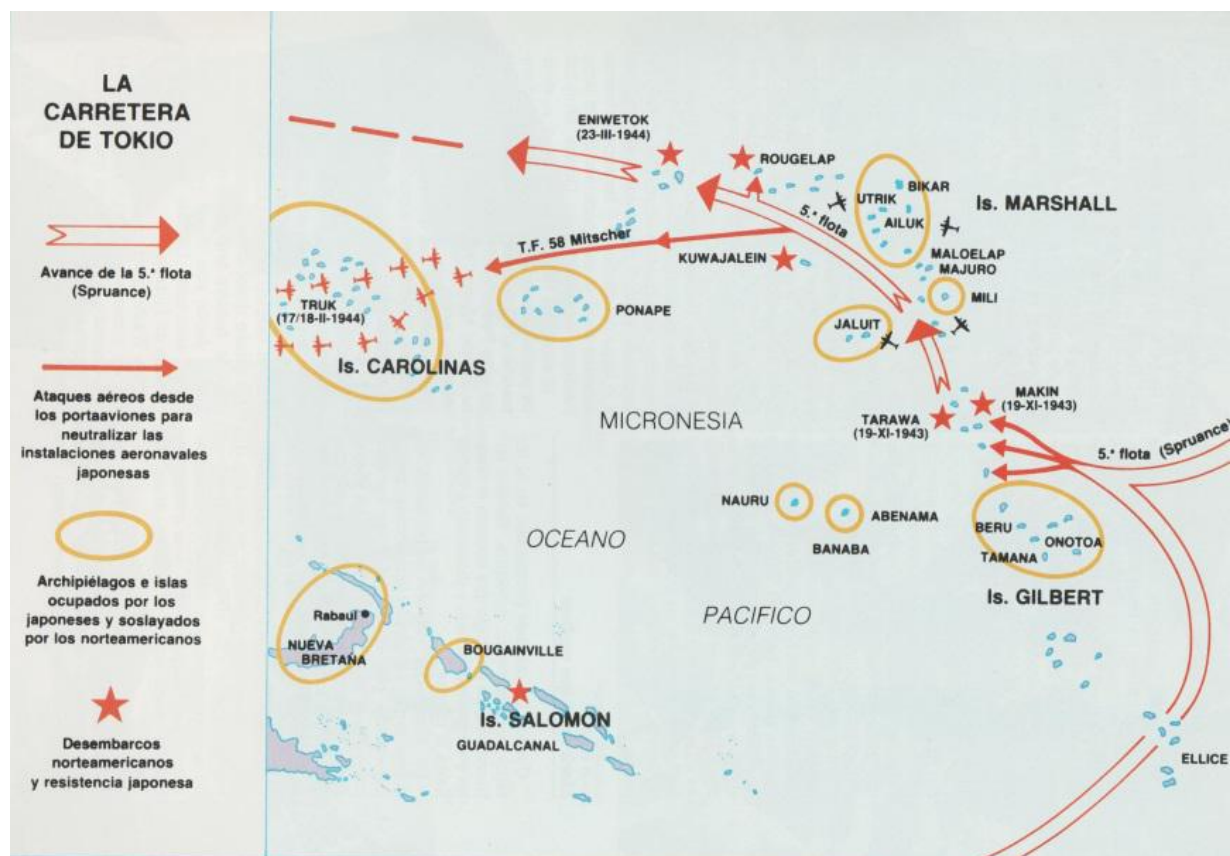 LA
CARRETERA
DE TOKIO
Avance de la 5.ª flota
(Spruance)
Ataques aéreos desde
los portaaviones para
neutralizar las
instalaciones aeronavales
japonesas
Archipiélagos e islas
ocupados por los
japoneses y soslayados
por los norteamericanos
Desembarcos
norteamericanos
y resistencia japonesa
ENIWETOK
(23-III-1944)
ROUGELAP
BIKAR
UTRIK
AILUK
Is. MARSHALL
5.ª flota
T.F. 58 Mitscher
KUWAJALEIN
MALOELAP
MAJURO
MILI
TRUK
(17/18-II-1944)
PONAPE
JALUIT
Is. CAROLINAS
MICRONESIA
MAKIN
(19-XI-1943)
TARAWA
(19-XI-1943)
5.ª flota (Spruance)
NAURU
ABENAMA
BANABA
BERU
ONOTOA
TAMANA
Is. GILBERT
OCEANO
PACIFICO
Rabaul
NUEVA
BRETAÑA
BOUGAINVILLE
Is. SALOMON
GUADALCANAL
ELLICE